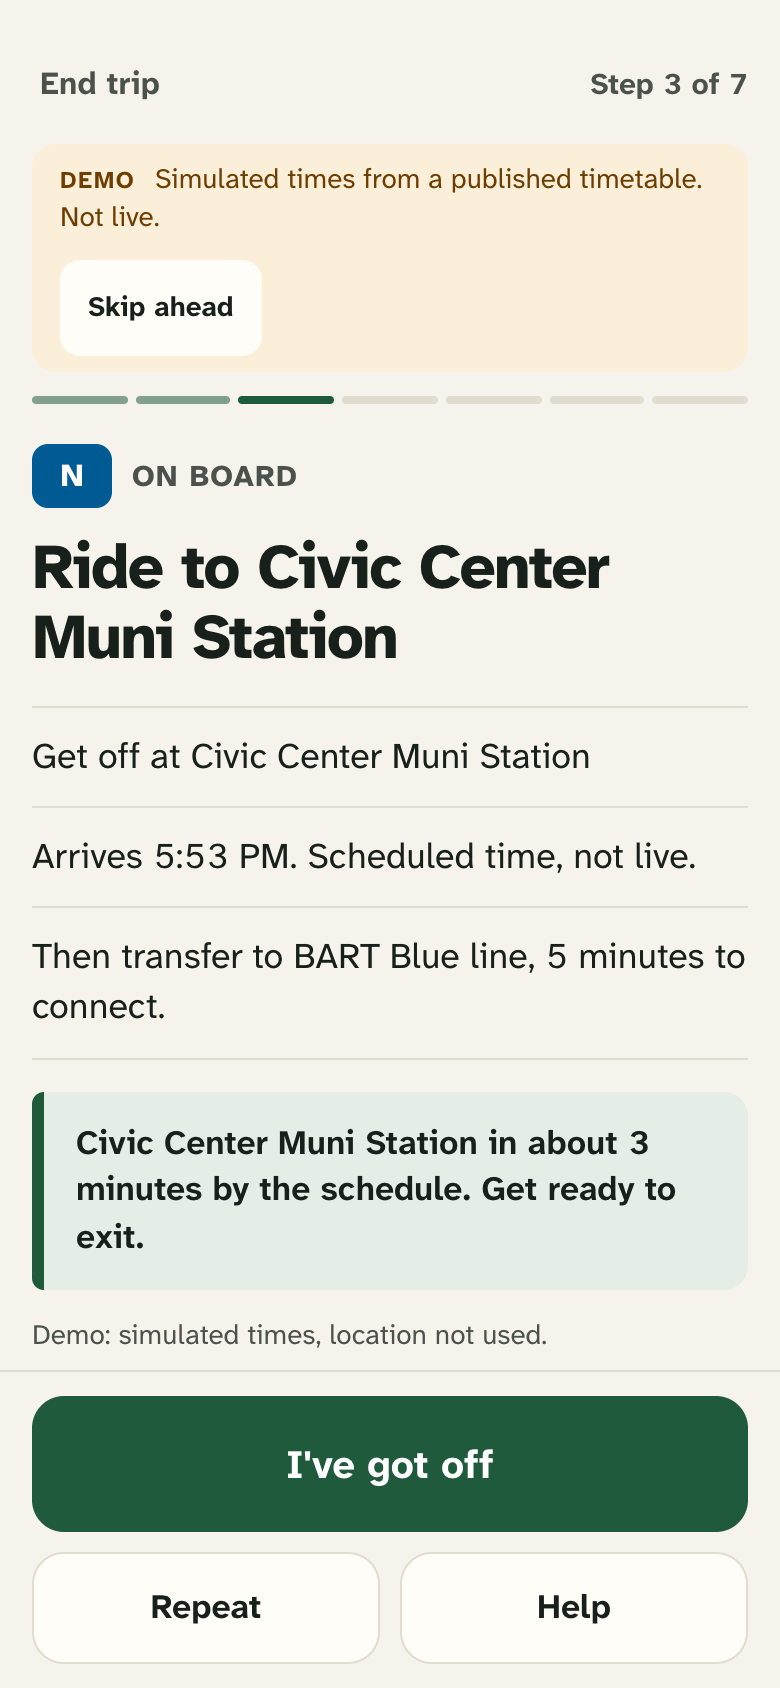 End trip
Step 3 of 7
DEMO Simulated times from a published timetable.
Not live.
Skip ahead
N ON BOARD
Ride to Civic Center
Muni Station
Get off at Civic Center Muni Station
Arrives 5:53 PM. Scheduled time, not live.
Then transfer to BART Blue line, 5 minutes to
connect.
Civic Center Muni Station in about 3
minutes by the schedule. Get ready to
exit.
Demo: simulated times, location not used.
I've got off
Repeat
Help